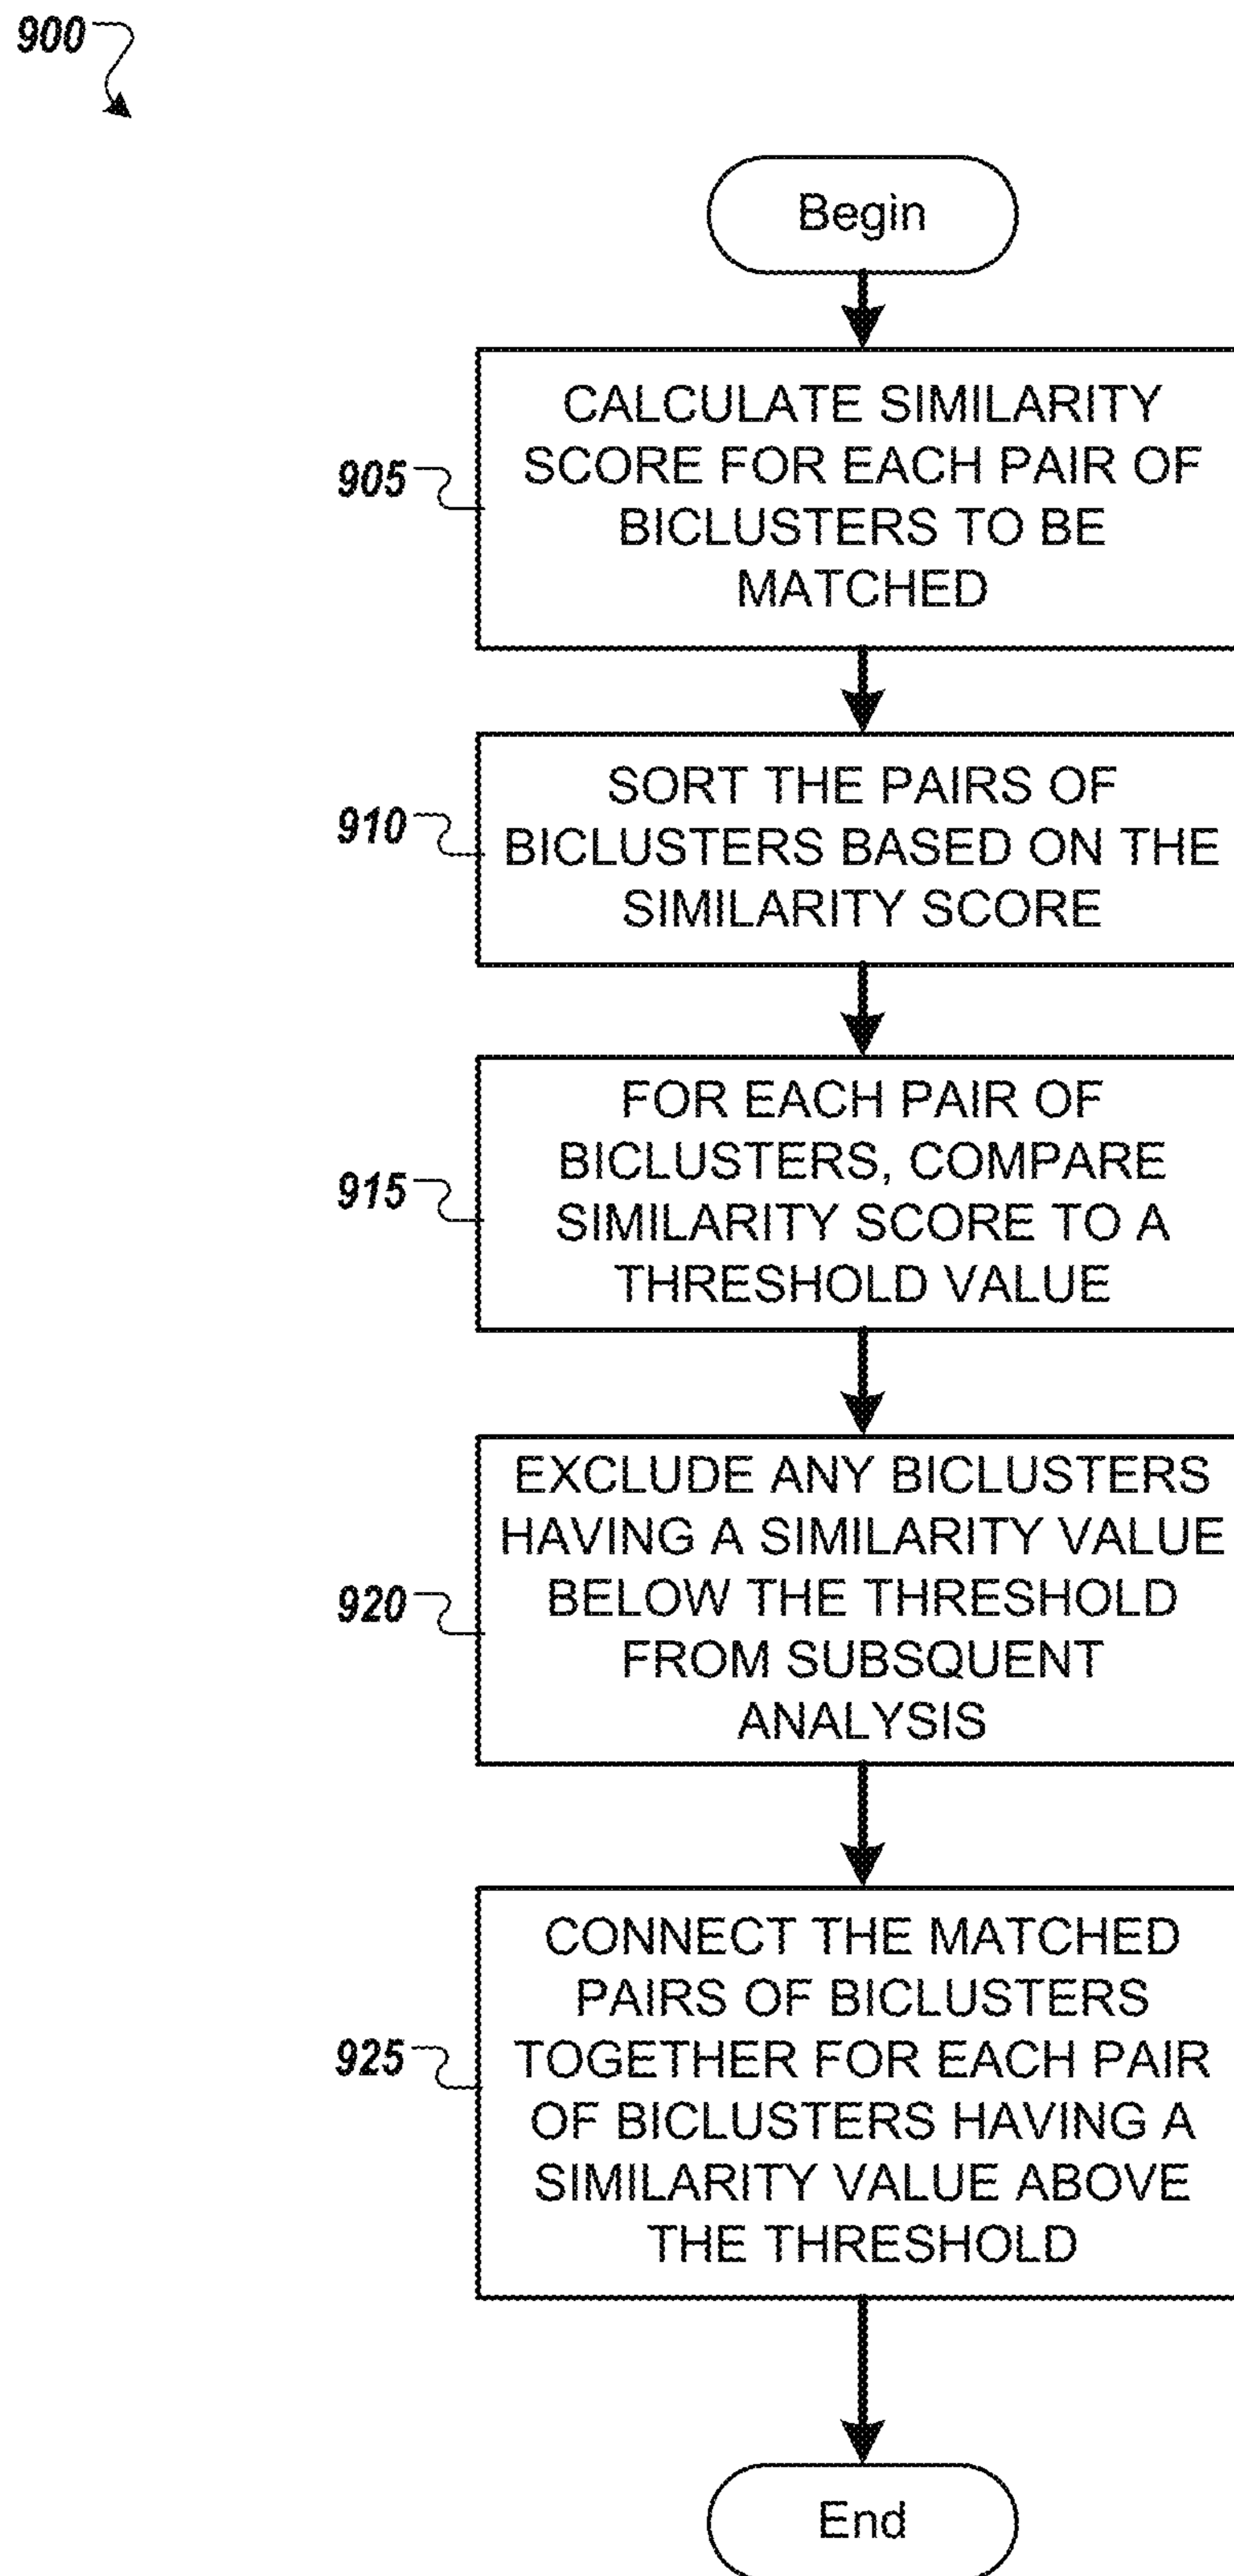 900
Begin
905
CALCULATE SIMILARITY
SCORE FOR EACH PAIR OF
BICLUSTERS TO BE
MATCHED
910
SORT THE PAIRS OF
BICLUSTERS BASED ON THE
SIMILARITY SCORE
915
FOR EACH PAIR OF
BICLUSTERS, COMPARE
SIMILARITY SCORE TO A
THRESHOLD VALUE
920
EXCLUDE ANY BICLUSTERS
HAVING A SIMILARITY VALUE
BELOW THE THRESHOLD
FROM SUBSQUENT
ANALYSIS
925
CONNECT THE MATCHED
PAIRS OF BICLUSTERS
TOGETHER FOR EACH PAIR
OF BICLUSTERS HAVING A
SIMILARITY VALUE ABOVE
THE THRESHOLD
End